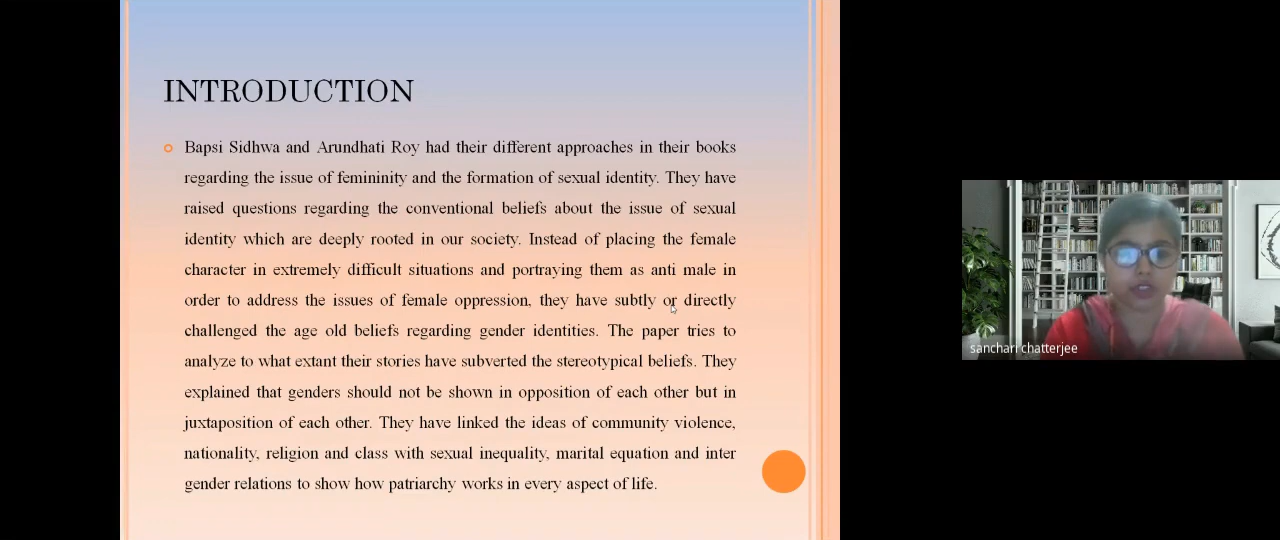 INTRODUCTION
Bapsi Sidhwa and Arundhati Roy had their different approaches in their books
regarding the issue of femininity and the formation of sexual identity. They have
raised questions regarding the conventional beliefs about the issue of sexual
identity which are deeply rooted in our society. Instead of placing the female
character in extremely difficult situations and portraying them as anti male in
order to address the issues of female oppression, they have subtly or directly
challenged the age old beliefs regarding gender identities. The paper tries to
analyze to what extant their stories have subverted the stereotypical beliefs. They
explained that genders should not be shown in opposition of each other but in
juxtaposition of each other. They have linked the ideas of community violence,
nationality, religion and class with sexual inequality, marital equation and inter
gender relations to show how patriarchy works in every aspect of life.
sanchari chatterjee